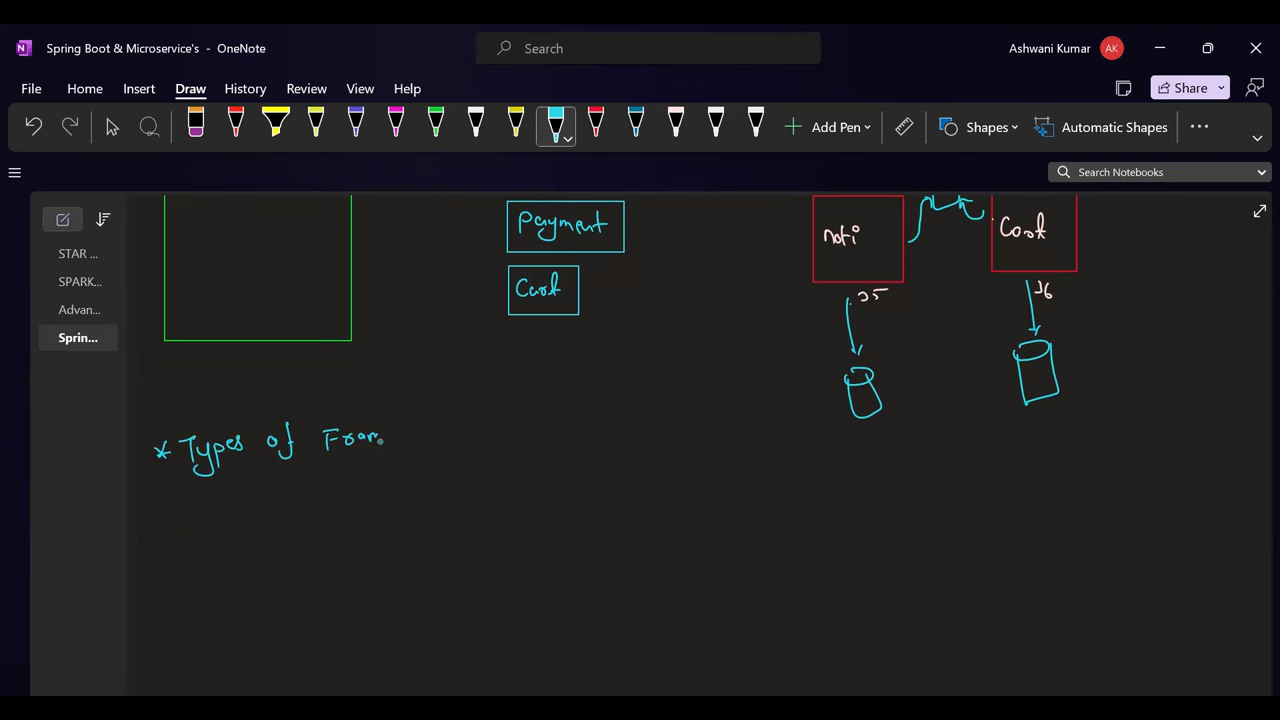 Spring Boot & Microservice's - OneNote
Search
Ashwani Kumar AK
File Home Insert Draw History Review View Help
Share
Add Pen
Shapes
Automatic Shapes
Search Notebooks
STAR ...
SPARK...
Advan...
Sprin...
Payment
Cart
noti
Cart
* Types of Fram